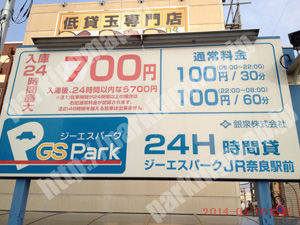 低貸玉専門店
入庫
24
時間最大
700円
入庫後、24時間以内なら700円
通常料金
(08:00～22:00)
100円/30分
(22:00～08:00)
100円/60分
ジーエスパーク
GS Park
銀泉株式会社
24H時間貸
ジーエスパークJR奈良駅前